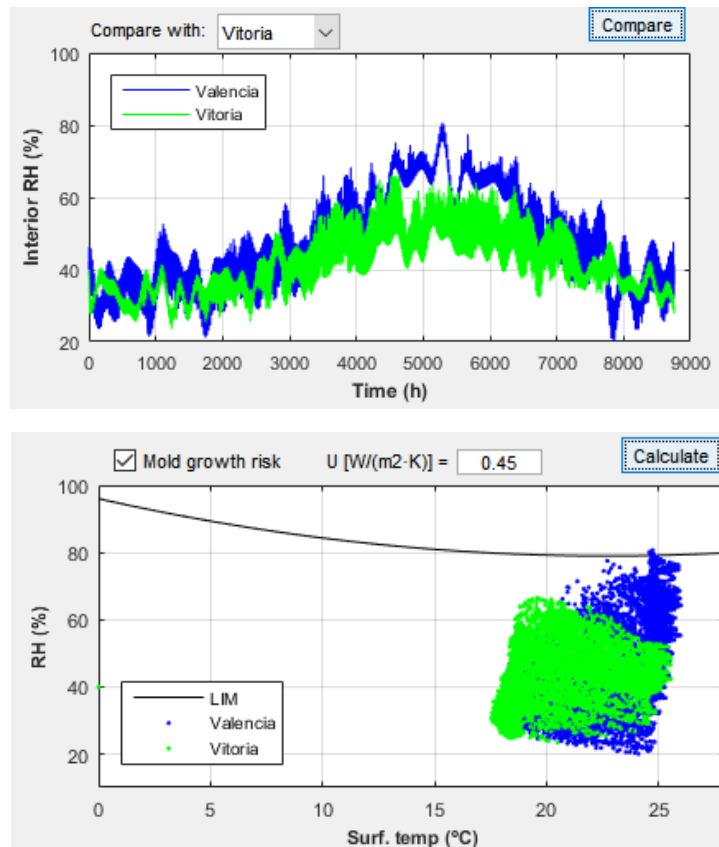 Compare with: Vitoria Compare
100
80
60
40
20
Interior RH (%)
Valencia
Vitoria
0 1000 2000 3000 4000 5000 6000 7000 8000 9000
Time (h)
Mold growth risk U [W/(m2·K)] = 0.45 Calculate
100
80
60
40
20
RH (%)
LIM
Valencia
Vitoria
0 5 10 15 20 25
Surf. temp (ºC)